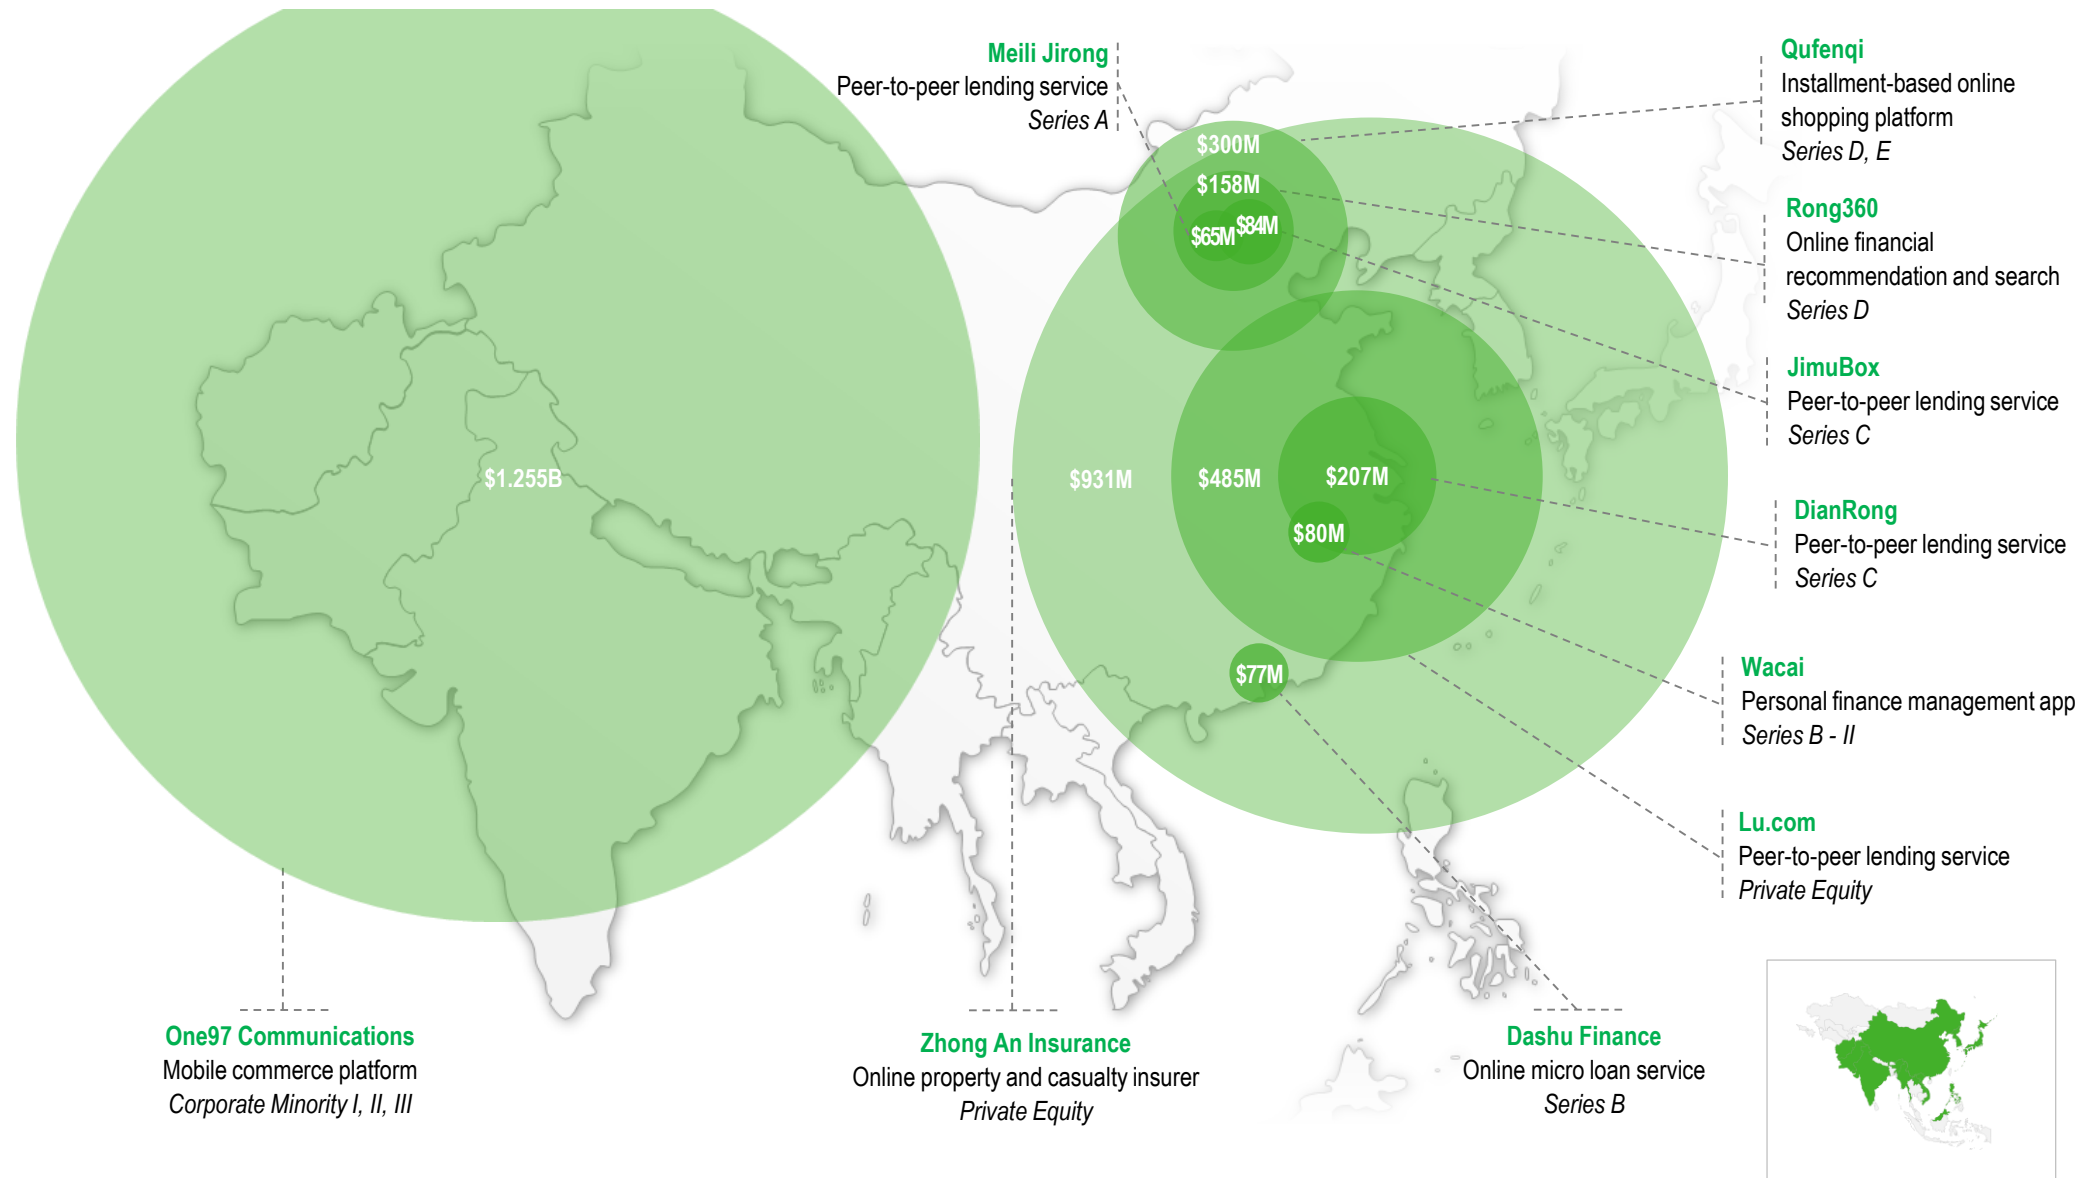 Meili Jirong
Peer-to-peer lending service
Series A
Qufenqi
Installment-based online
shopping platform
Series D, E
$300M
$158M
$65M
$84M
Rong360
Online financial
recommendation and search
Series D
JimuBox
Peer-to-peer lending service
Series C
$1.255B
$931M
$485M
$207M
$80M
DianRong
Peer-to-peer lending service
Series C
$77M
Wacai
Personal finance management app
Series B - II
Lu.com
Peer-to-peer lending service
Private Equity
One97 Communications
Mobile commerce platform
Corporate Minority I, II, III
Zhong An Insurance
Online property and casualty insurer
Private Equity
Dashu Finance
Online micro loan service
Series B